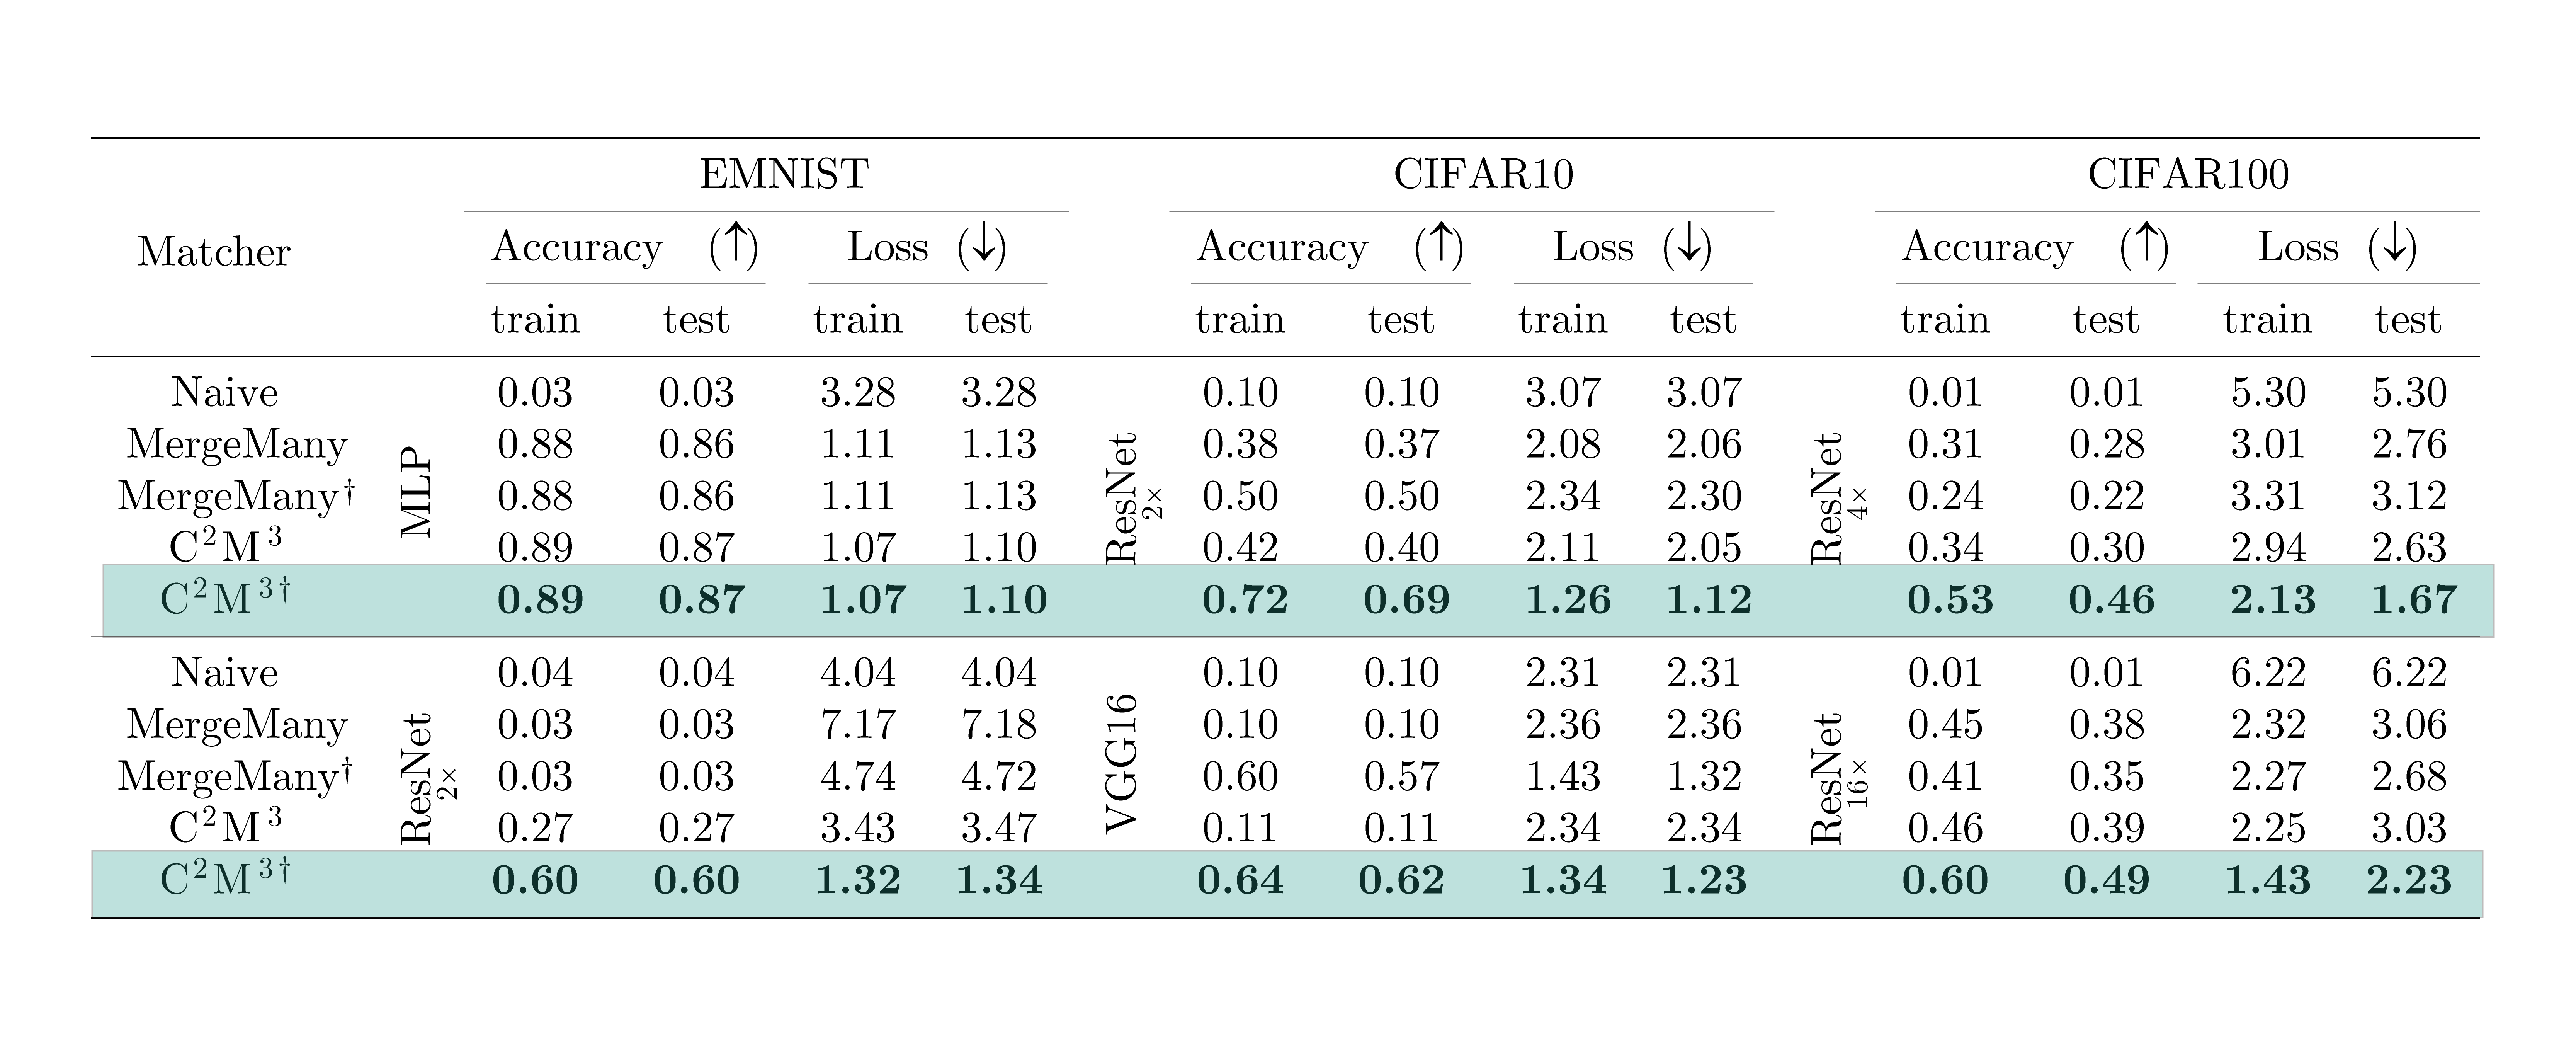 EMNIST CIFAR10 CIFAR100
Matcher Accuracy (↑) Loss (↓) Accuracy (↑) Loss (↓) Accuracy (↑) Loss (↓)
train test train test train test train test train test train test
MLP ResNet 2× ResNet 4×
Naive 0.03 0.03 3.28 3.28 0.10 0.10 3.07 3.07 0.01 0.01 5.30 5.30
MergeMany 0.88 0.86 1.11 1.13 0.38 0.37 2.08 2.06 0.31 0.28 3.01 2.76
MergeMany† 0.88 0.86 1.11 1.13 0.50 0.50 2.34 2.30 0.24 0.22 3.31 3.12
C²M³ 0.89 0.87 1.07 1.10 0.42 0.40 2.11 2.05 0.34 0.30 2.94 2.63
C²M³† 0.89 0.87 1.07 1.10 0.72 0.69 1.26 1.12 0.53 0.46 2.13 1.67
ResNet 2× VGG16 ResNet 16×
Naive 0.04 0.04 4.04 4.04 0.10 0.10 2.31 2.31 0.01 0.01 6.22 6.22
MergeMany 0.03 0.03 7.17 7.18 0.10 0.10 2.36 2.36 0.45 0.38 2.32 3.06
MergeMany† 0.03 0.03 4.74 4.72 0.60 0.57 1.43 1.32 0.41 0.35 2.27 2.68
C²M³ 0.27 0.27 3.43 3.47 0.11 0.11 2.34 2.34 0.46 0.39 2.25 3.03
C²M³† 0.60 0.60 1.32 1.34 0.64 0.62 1.34 1.23 0.60 0.49 1.43 2.23